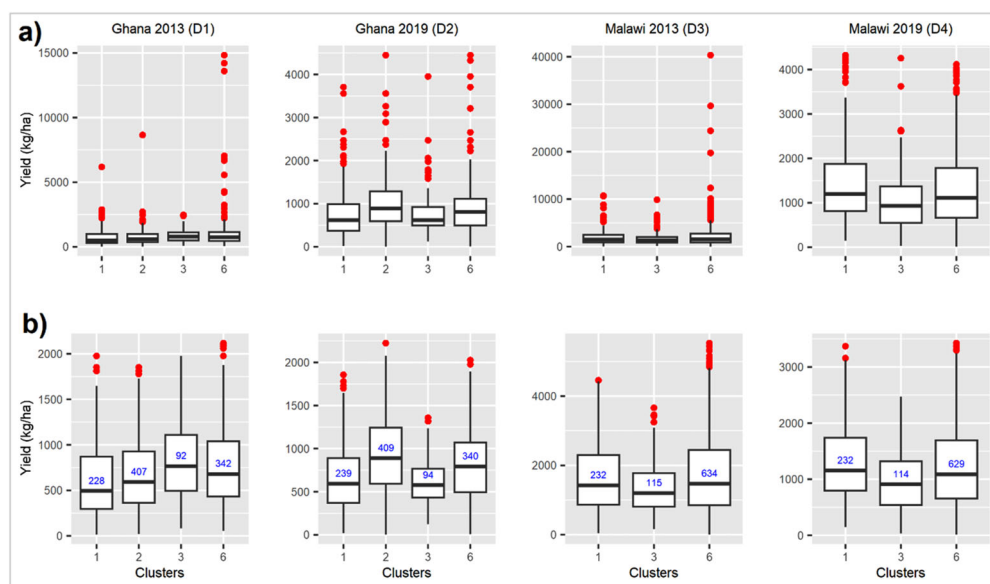 a)
Ghana 2013 (D1) Ghana 2019 (D2) Malawi 2013 (D3) Malawi 2019 (D4)
Yield (kg/ha)
15000 10000 5000 0
4000 3000 2000 1000 0
40000 30000 20000 10000 0
4000 3000 2000 1000 0
1 2 3 6 1 2 3 6 1 3 6 1 3 6
b)
Yield (kg/ha)
2000 1500 1000 500 0
228 407 92 342
2000 1500 1000 500 0
239 409 94 340
4000 2000 0
232 115 634
3000 2000 1000 0
232 114 629
1 2 3 6 1 2 3 6 1 3 6 1 3 6
Clusters Clusters Clusters Clusters